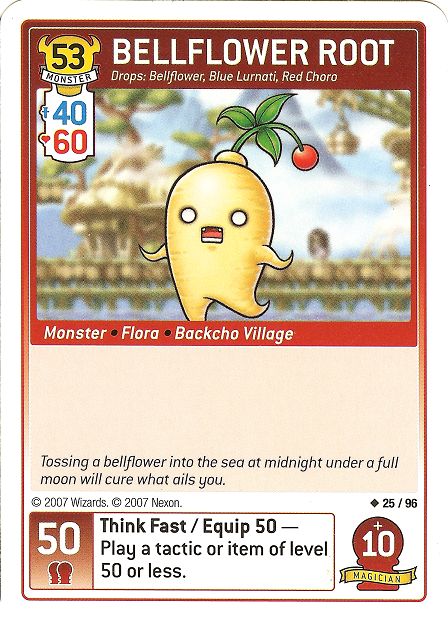 53
MONSTER
BELLFLOWER ROOT
Drops: Bellflower, Blue Lurnati, Red Choro
40
60
Monster • Flora • Backcho Village
Tossing a bellflower into the sea at midnight under a full
moon will cure what ails you.
© 2007 Wizards. © 2007 Nexon.
◆ 25 / 96
50
Think Fast / Equip 50 —
Play a tactic or item of level
50 or less.
+
10
MAGICIAN